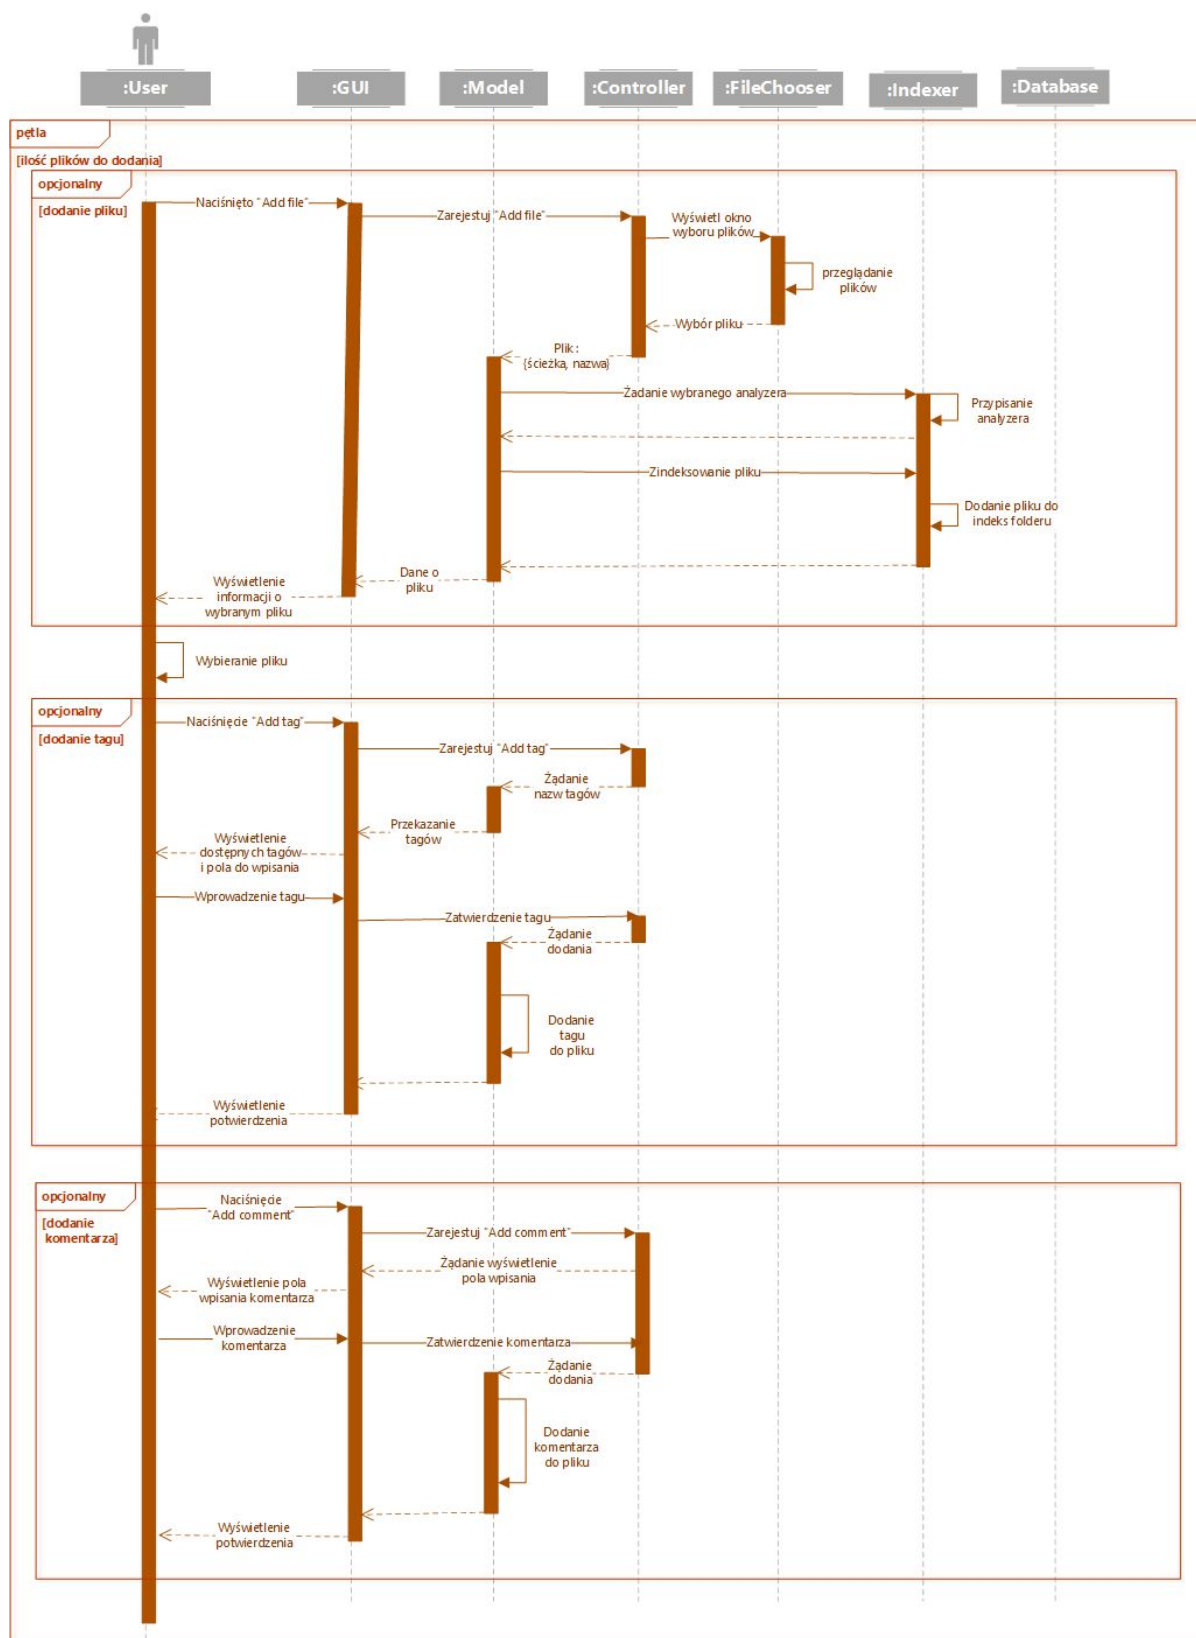 :User
:GUI
:Model
:Controller
:FileChooser
:Indexer
:Database
pętla
[ilość plików do dodania]
opcjonalny
[dodanie pliku]
Naciśnięto "Add file"
Zarejestuj "Add file"
Wyświetl okno
wyboru plików
przeglądanie
plików
Wybór pliku
Plik :
{ścieżka, nazwa}
Żadanie wybranego analyzera
Przypisanie
analyzera
Zindeksowanie pliku
Dodanie pliku do
indeks folderu
Dane o
pliku
Wyświetlenie
informacji o
wybranym pliku
Wybieranie pliku
opcjonalny
[dodanie tagu]
Naciśnięcie "Add tag"
Zarejestuj "Add tag"
Żądanie
nazw tagów
Przekazanie
tagów
Wyświetlenie
dostępnych tagów
i pola do wpisania
Wprowadzenie tagu
Zatwierdzenie tagu
Żądanie
dodania
Dodanie
tagu
do pliku
Wyświetlenie
potwierdzenia
opcjonalny
[dodanie
komentarza]
Naciśnięcie
"Add comment"
Zarejestuj "Add comment"
Żądanie wyświetlenie
pola wpisania
Wyświetlenie pola
wpisania komentarza
Wprowadzenie
komentarza
Zatwierdzenie komentarza
Żądanie
dodania
Dodanie
komentarza
do pliku
Wyświetlenie
potwierdzenia